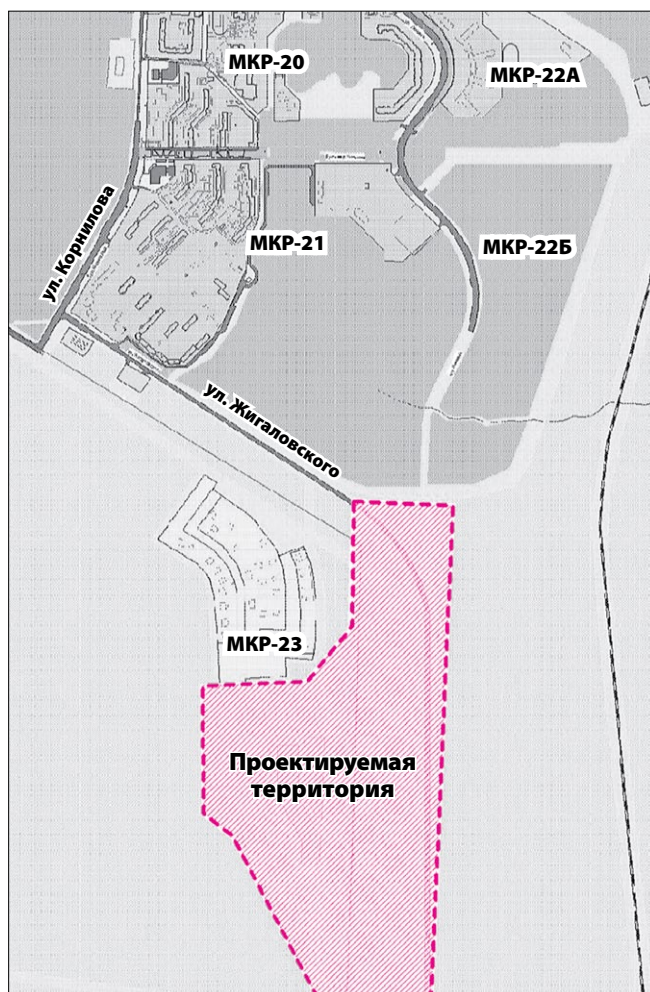 МКР-20
МКР-22А
ул. Корнилова
МКР-21
МКР-22Б
ул. Жигаловского
МКР-23
Проектируемая
территория